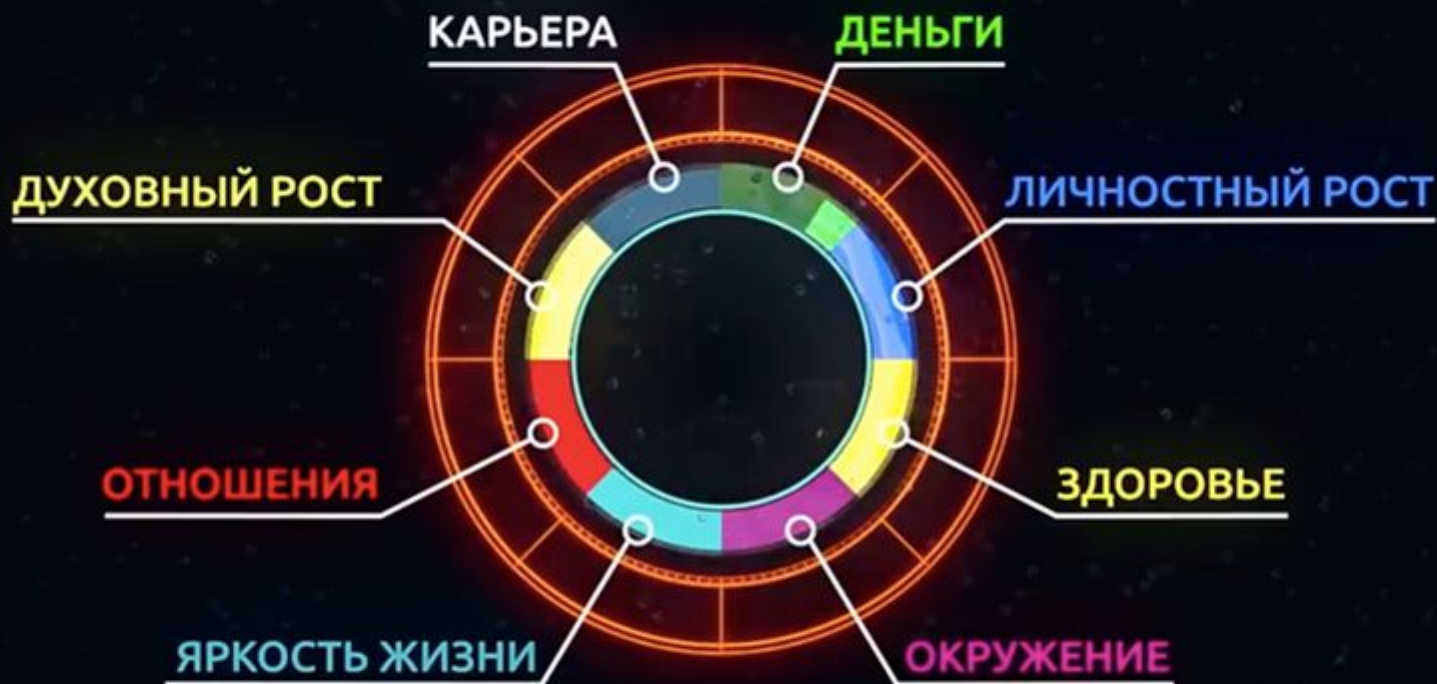 КАРЬЕРА
ДЕНЬГИ
ДУХОВНЫЙ РОСТ
ЛИЧНОСТНЫЙ РОСТ
ОТНОШЕНИЯ
ЗДОРОВЬЕ
ЯРКОСТЬ ЖИЗНИ
ОКРУЖЕНИЕ